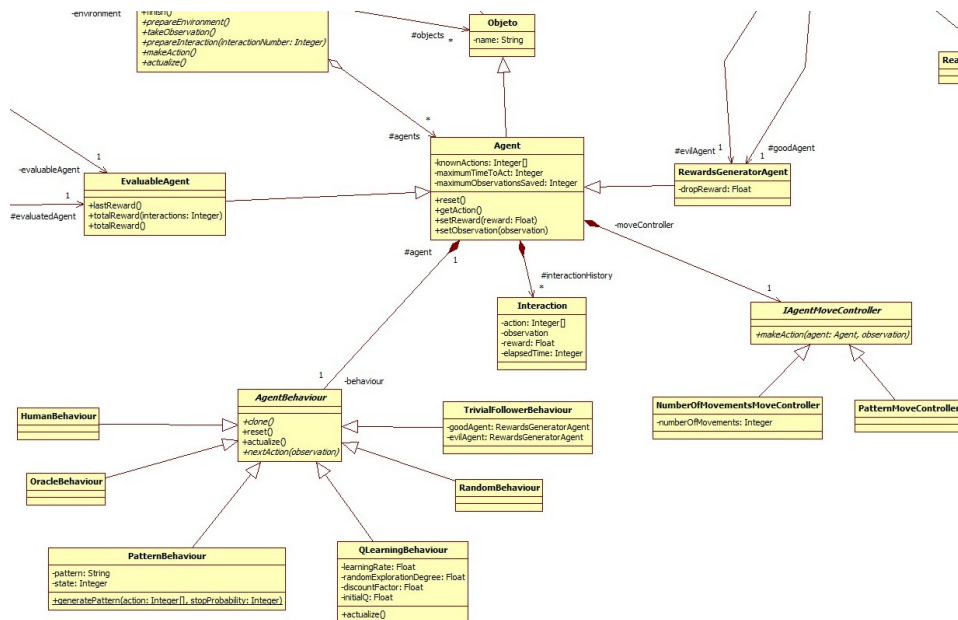 -environment
+finish()
+prepareEnvironment()
+takeObservation()
+prepareInteraction(interactionNumber: Integer)
+makeAction()
+actualize()
#objects
*
Objeto
-name: String
#agents
*
Agent
-knownActions: Integer[]
-maximumTimeToAct: Integer
-maximumObservationsSaved: Integer
+reset()
+getAction()
+setReward(reward: Float)
+setObservation(observation)
-evaluableAgent
1
1
#evaluatedAgent
EvaluableAgent
+lastReward()
+totalReward(interactions: Integer)
+totalReward()
#evilAgent
1
1
#goodAgent
RewardsGeneratorAgent
-dropReward: Float
-moveController
1
#agent
1
#interactionHistory
*
Interaction
-action: Integer[]
-observation
-reward: Float
-elapsedTime: Integer
IAgentMoveController
+makeAction(agent: Agent, observation)
NumberOfMovementsMoveController
-numberOfMovements: Integer
PatternMoveController
1
-behaviour
AgentBehaviour
+clone()
+reset()
+actualize()
+nextAction(observation)
HumanBehaviour
OracleBehaviour
TrivialFollowerBehaviour
-goodAgent: RewardsGeneratorAgent
-evilAgent: RewardsGeneratorAgent
RandomBehaviour
PatternBehaviour
-pattern: String
-state: Integer
+generatePattern(action: Integer[], stopProbability: Integer)
QLearningBehaviour
-learningRate: Float
-randomExplorationDegree: Float
-discountFactor: Float
-initialQ: Float
+actualize()